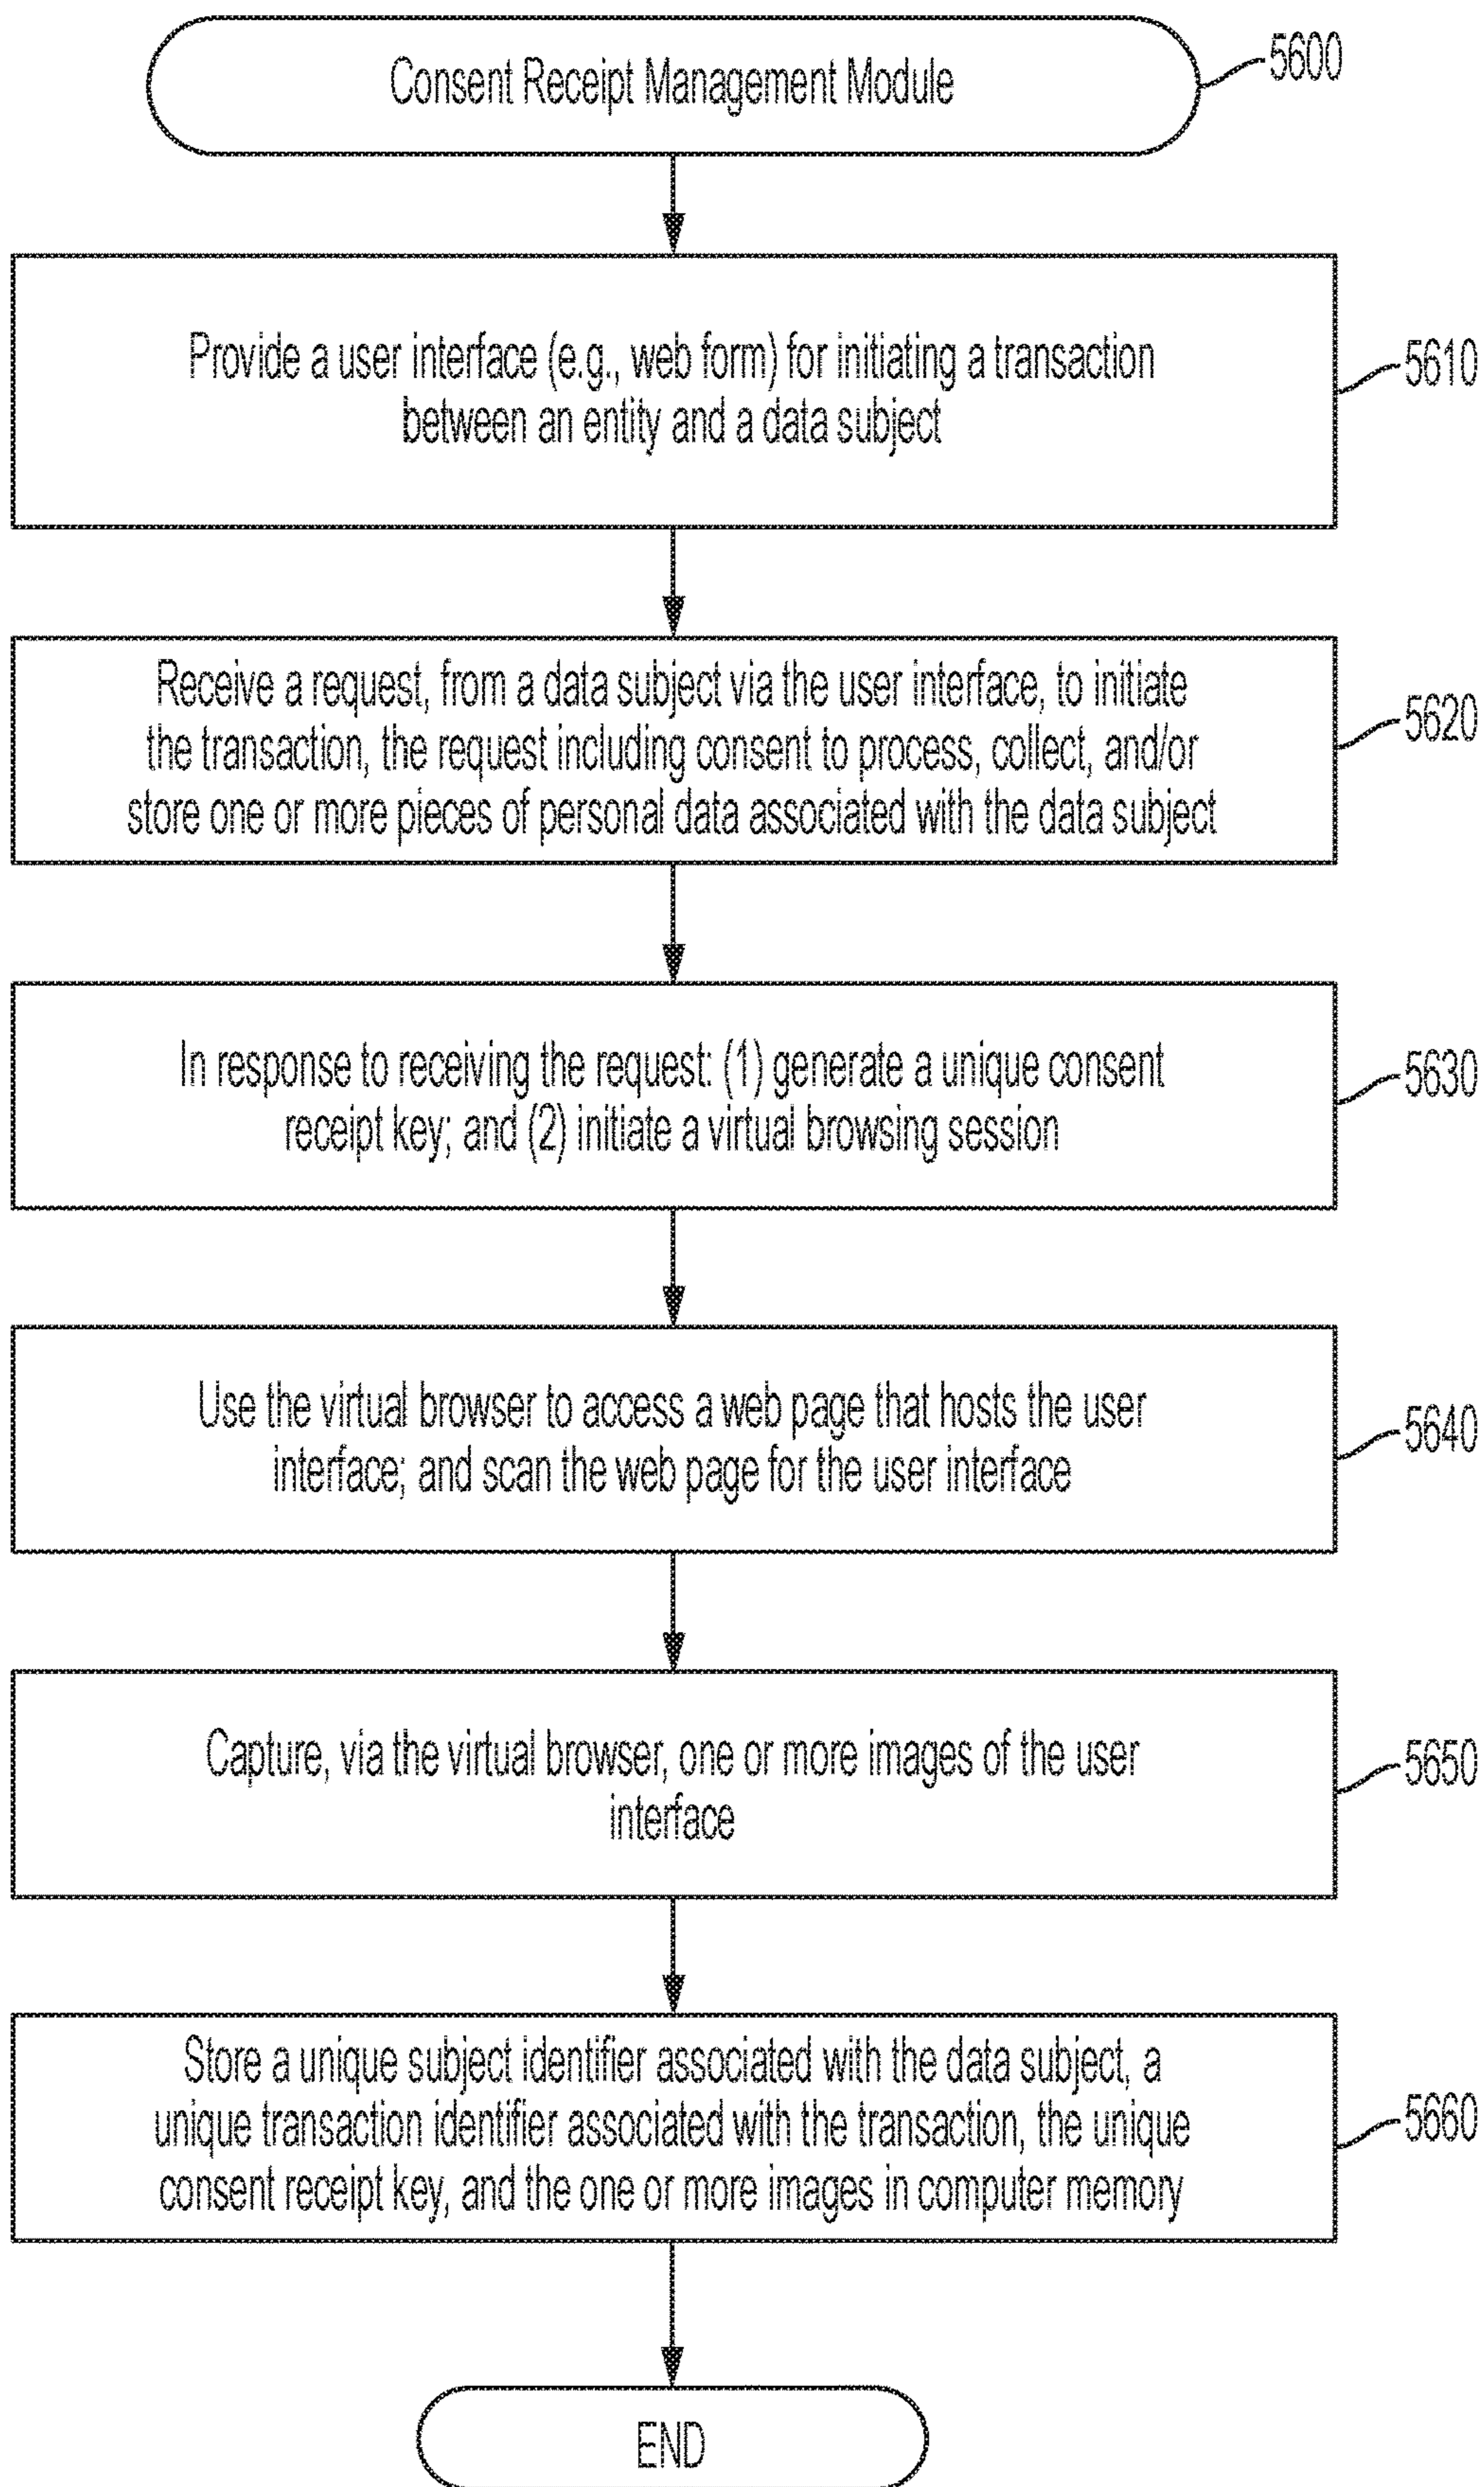 Consent Receipt Management Module
5600
Provide a user interface (e.g., web form) for initiating a transaction
between an entity and a data subject
5610
Receive a request, from a data subject via the user interface, to initiate
the transaction, the request including consent to process, collect, and/or
store one or more pieces of personal data associated with the data subject
5620
In response to receiving the request: (1) generate a unique consent
receipt key; and (2) initiate a virtual browsing session
5630
Use the virtual browser to access a web page that hosts the user
interface; and scan the web page for the user interface
5640
Capture, via the virtual browser, one or more images of the user
interface
5650
Store a unique subject identifier associated with the data subject, a
unique transaction identifier associated with the transaction, the unique
consent receipt key, and the one or more images in computer memory
5660
END